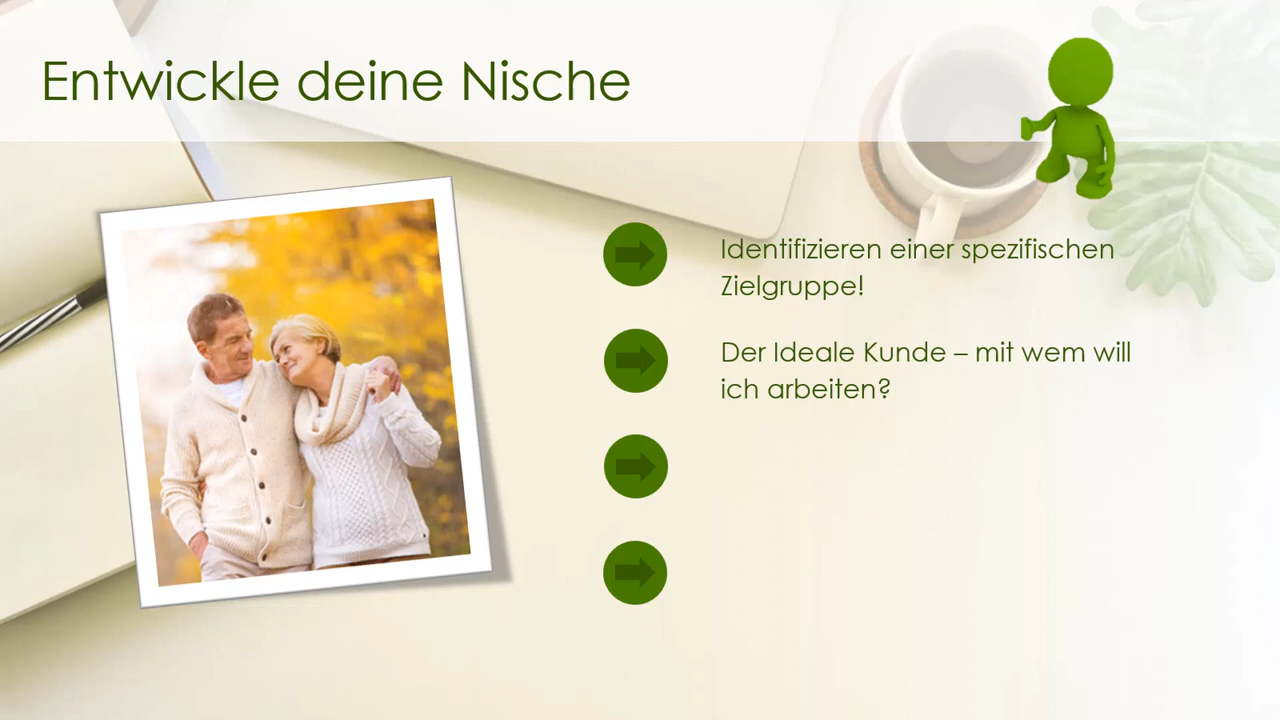 Entwickle deine Nische
Identifizieren einer spezifischen
Zielgruppe!
Der Ideale Kunde – mit wem will
ich arbeiten?